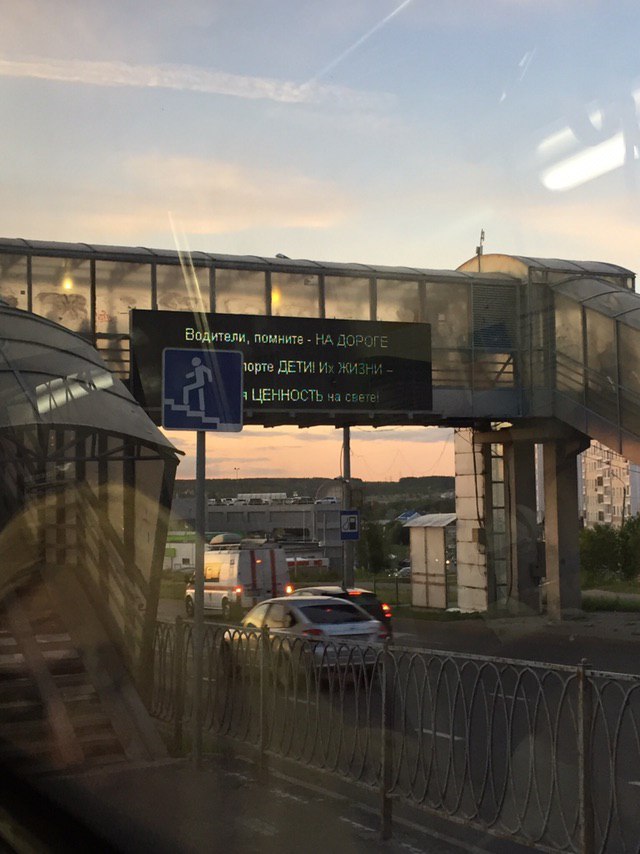 Водители, помните - НА ДОРОГЕ
порте ДЕТИ! Их ЖИЗНИ –
я ЦЕННОСТЬ на свете!